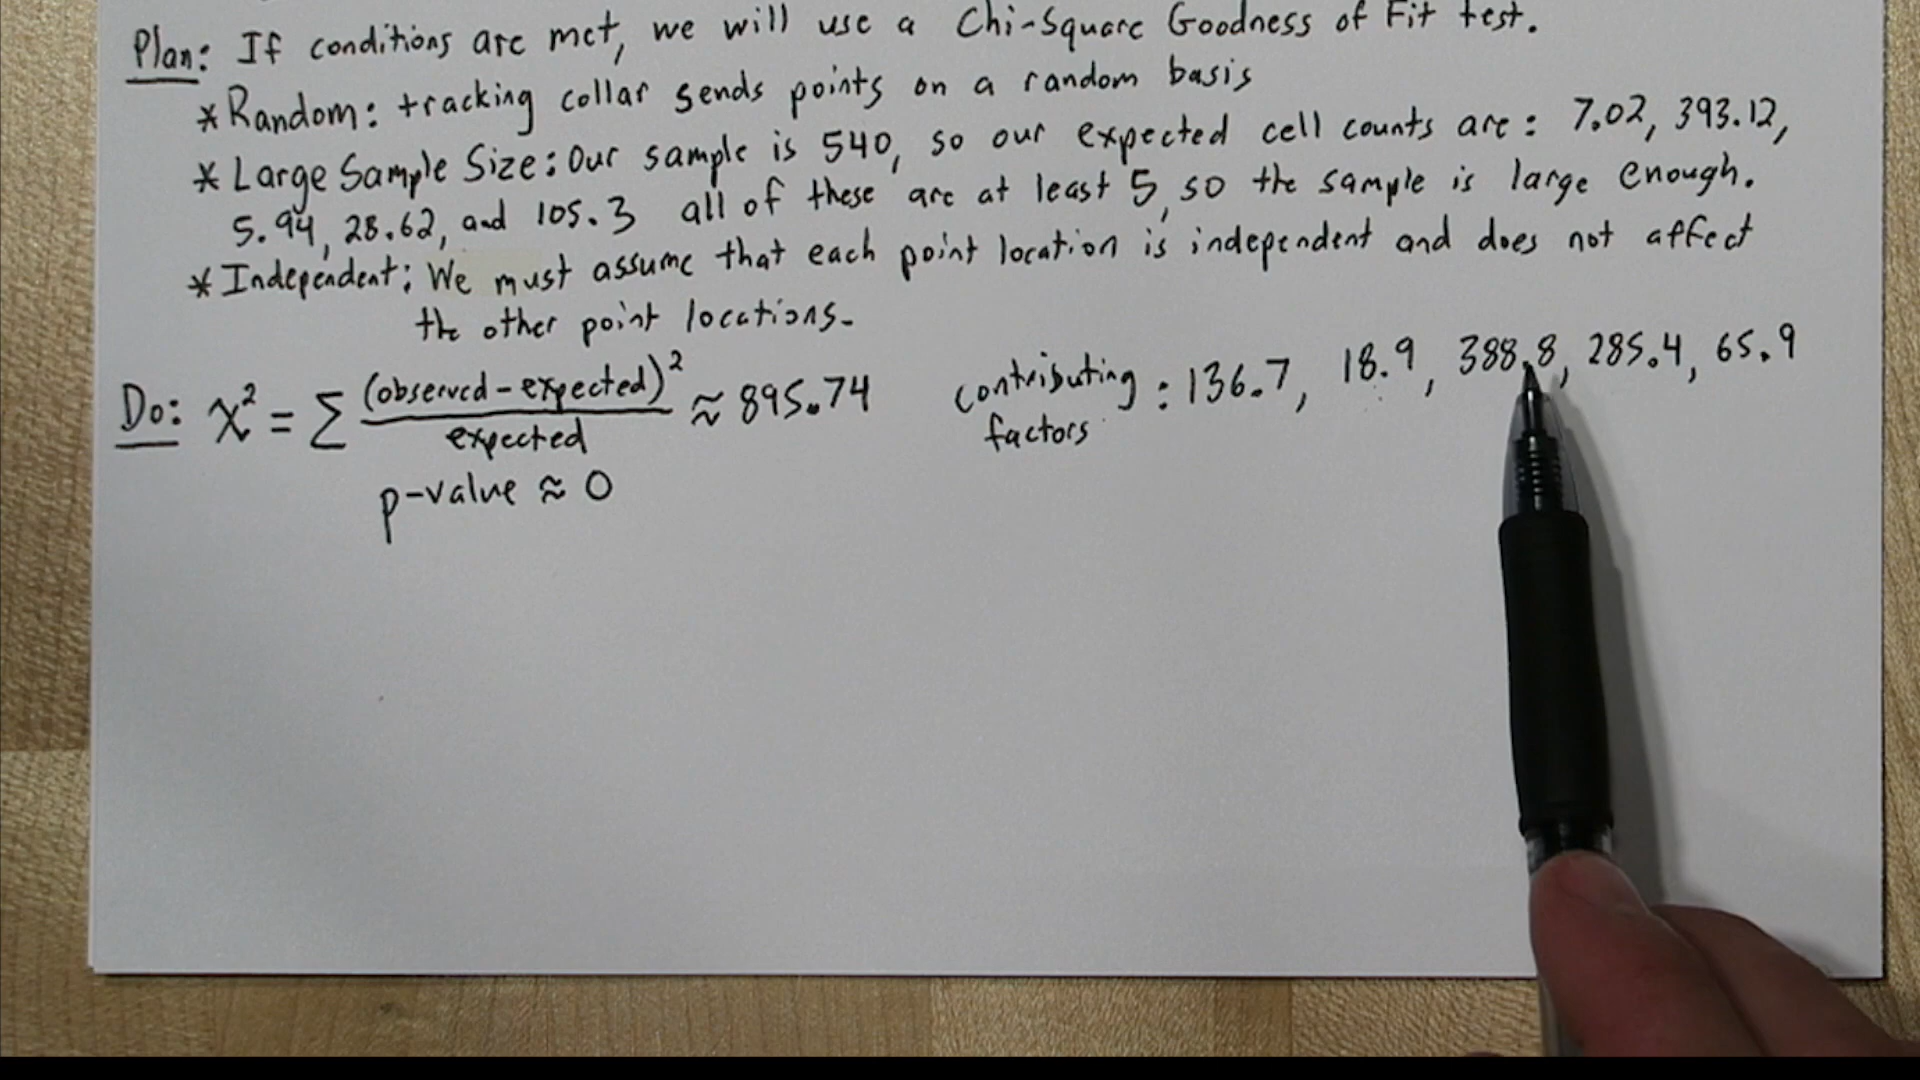 Plan: If conditions are met, we will use a Chi-Square Goodness of Fit test.
* Random: tracking collar sends points on a random basis
* Large Sample Size: Our sample is 540, so our expected cell counts are: 7.02, 393.12,
5.94, 28.62, and 105.3 all of these are at least 5, so the sample is large enough.
* Independent: We must assume that each point location is independent and does not affect
the other point locations.
Do: χ² = Σ (observed - expected)² / expected ≈ 895.74
p-value ≈ 0
contributing factors: 136.7, 18.9, 388.8, 285.4, 65.9